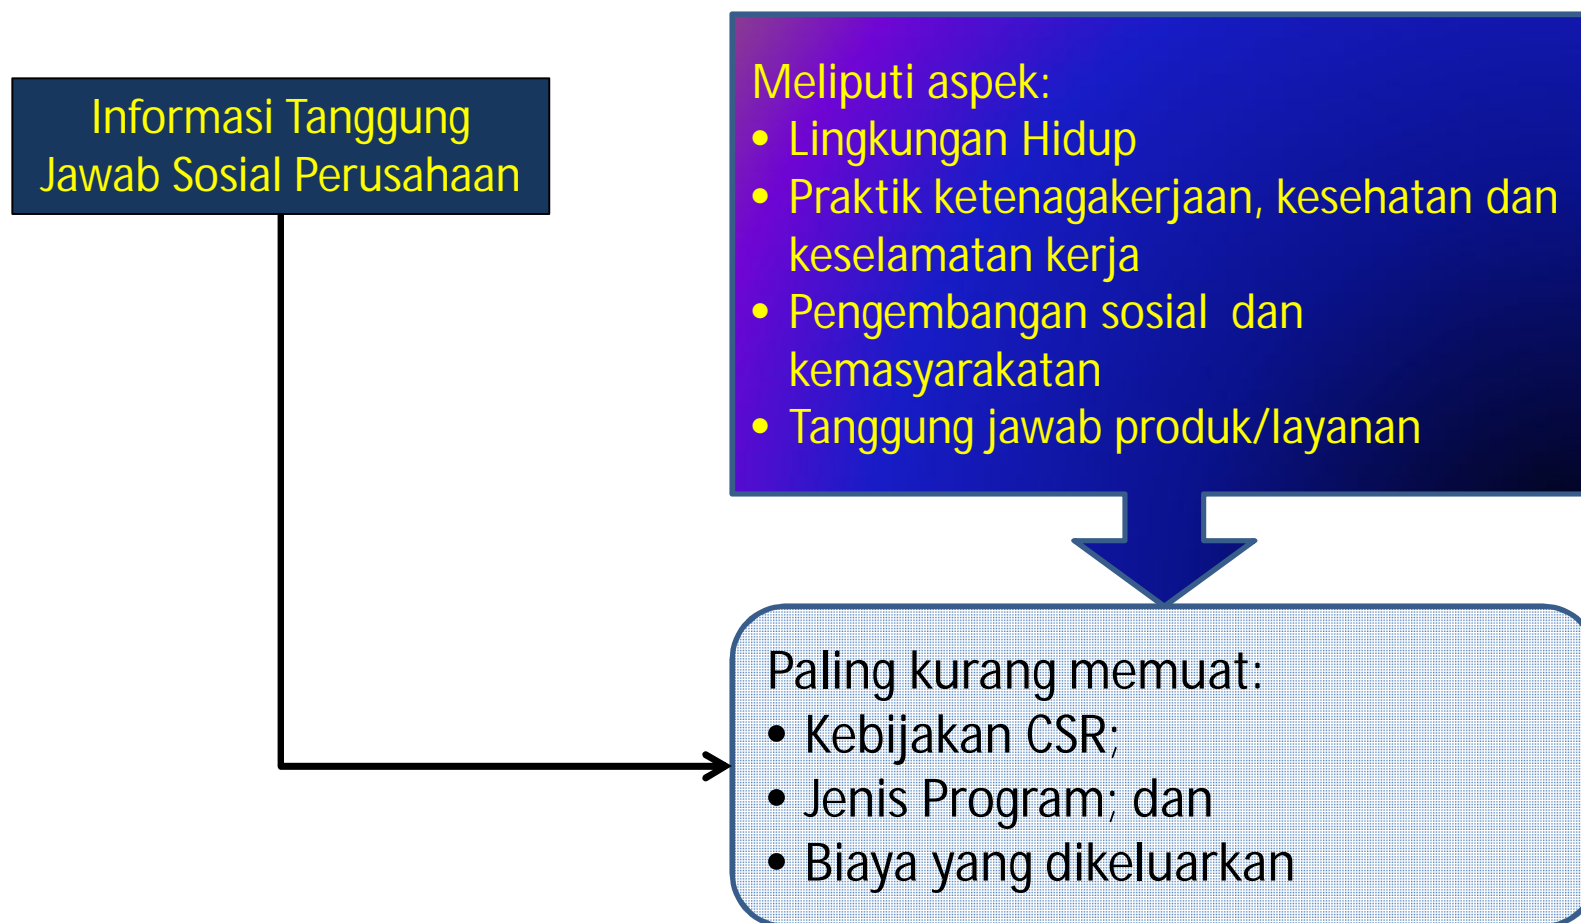 Informasi Tanggung
Jawab Sosial Perusahaan
Meliputi aspek:
• Lingkungan Hidup
• Praktik ketenagakerjaan, kesehatan dan
keselamatan kerja
• Pengembangan sosial dan
kemasyarakatan
• Tanggung jawab produk/layanan
Paling kurang memuat:
• Kebijakan CSR;
• Jenis Program; dan
• Biaya yang dikeluarkan